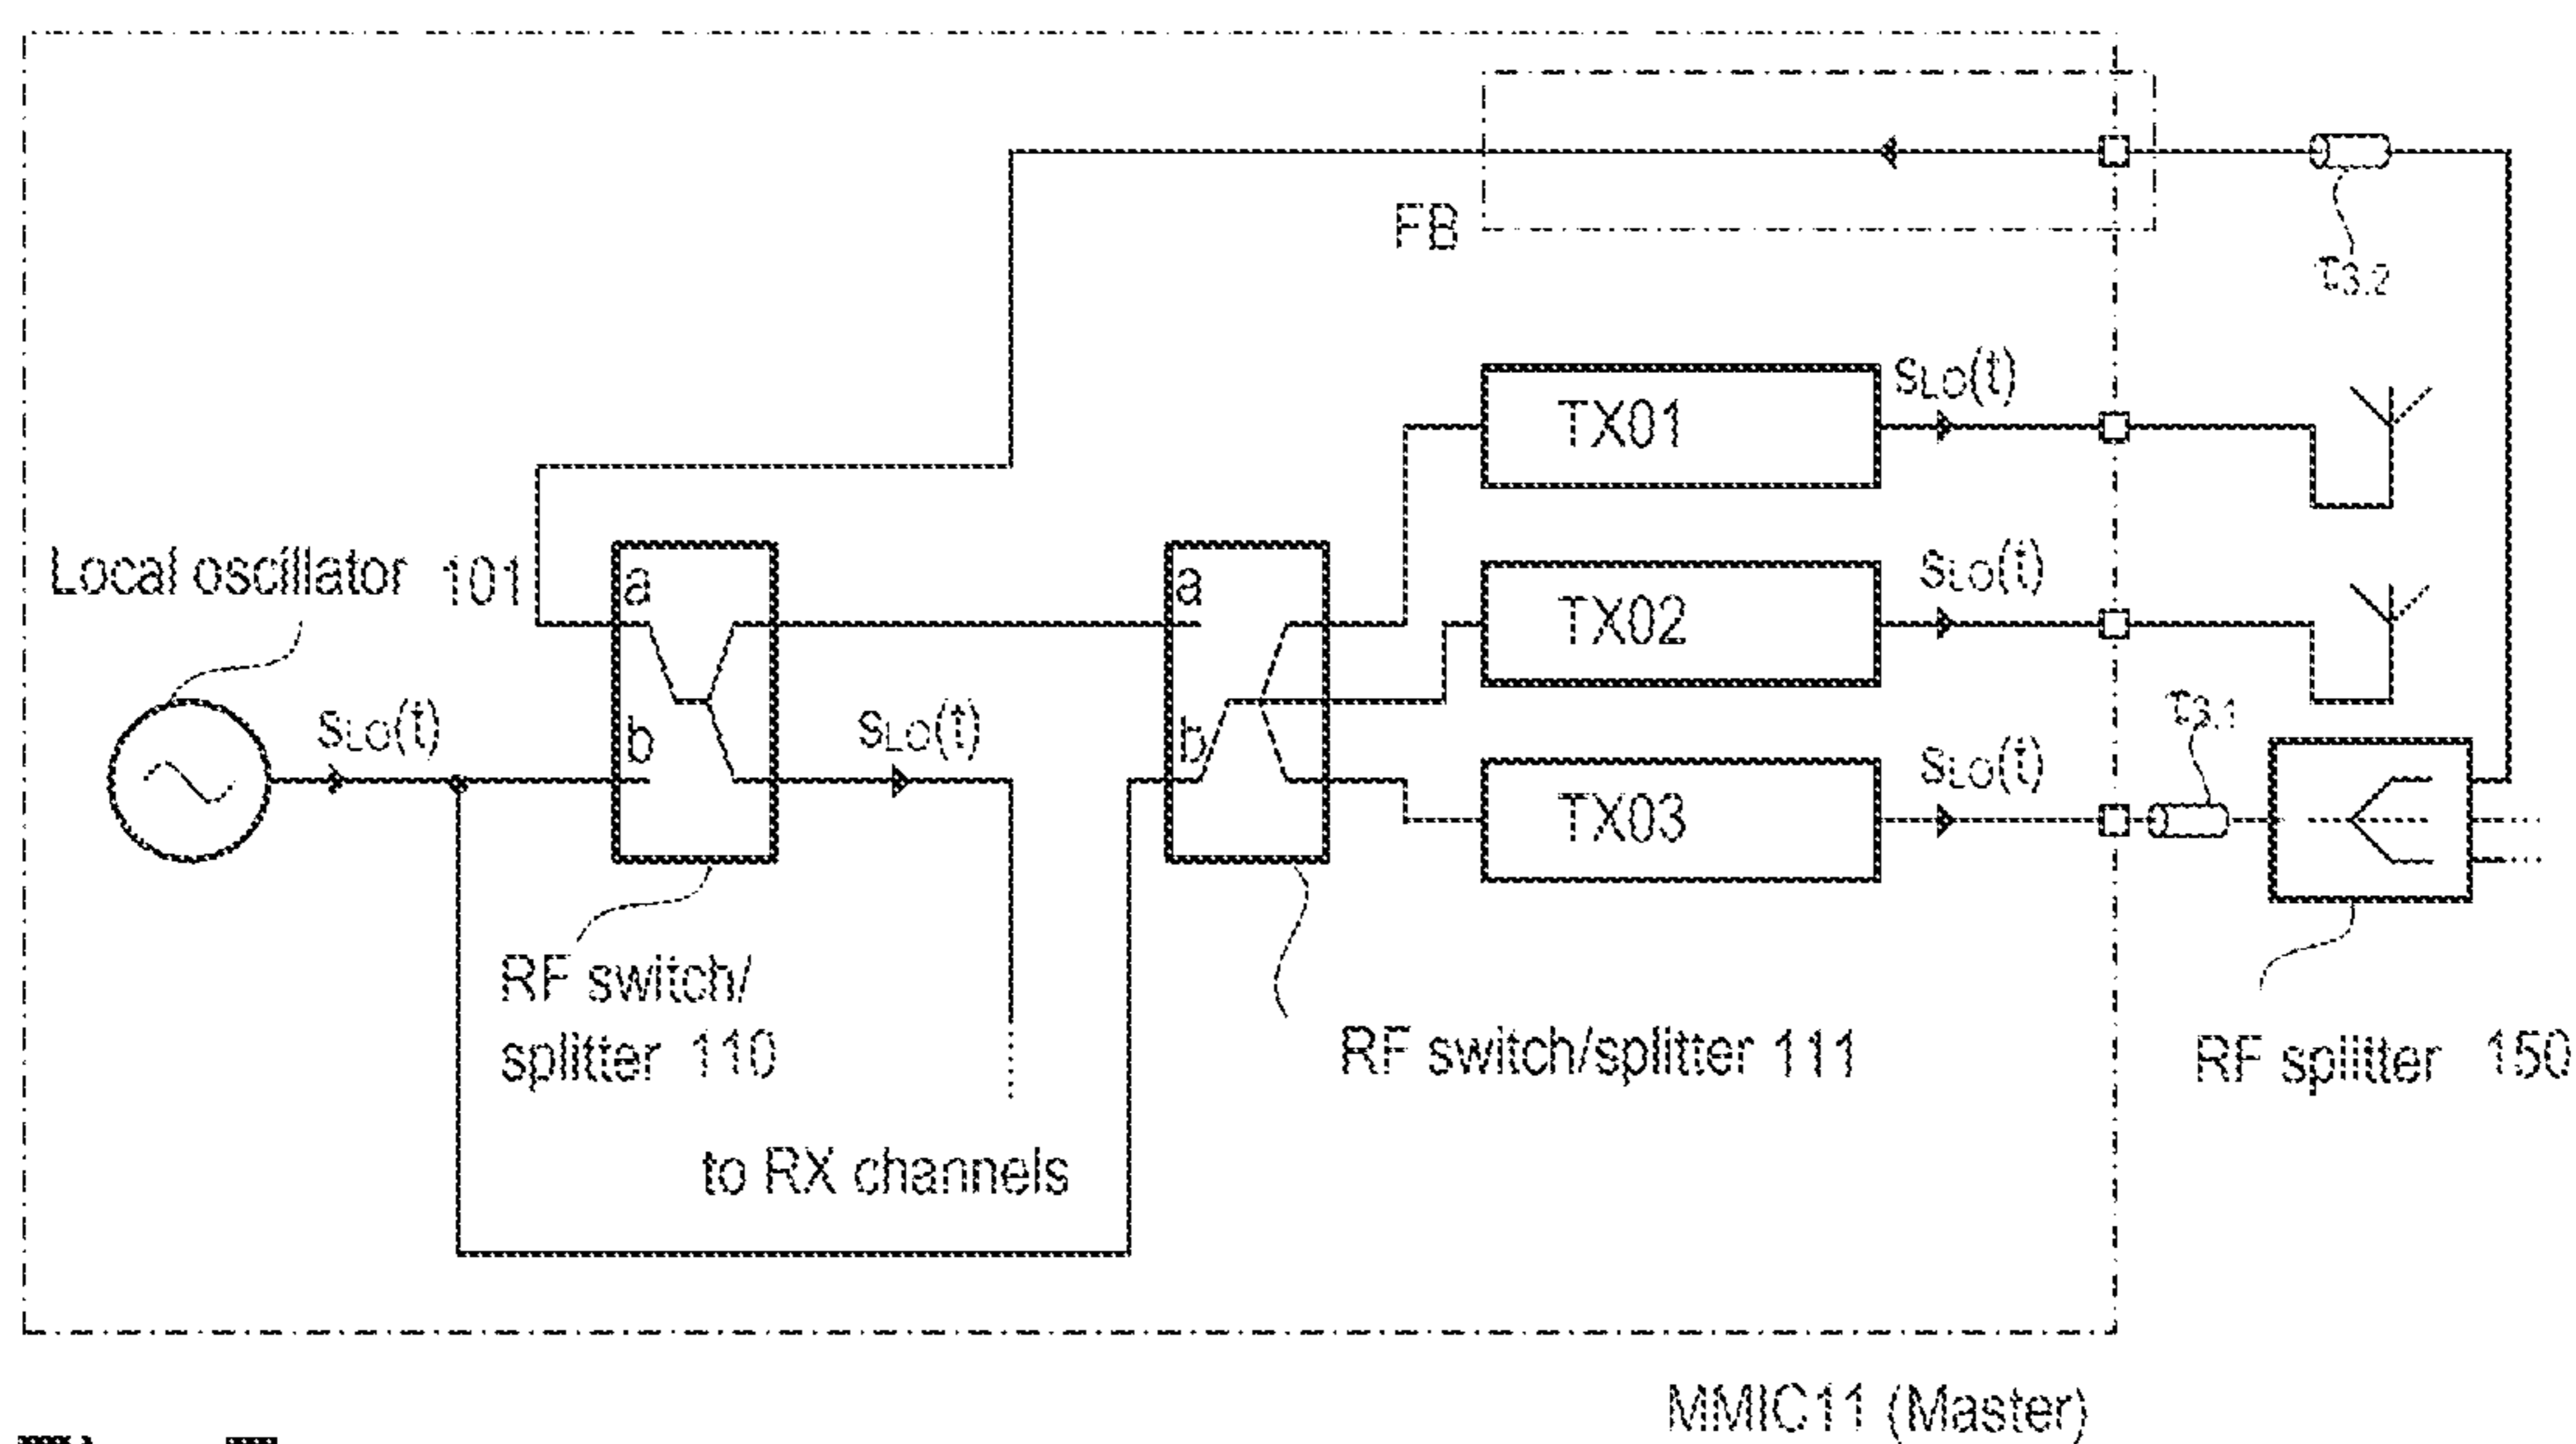 FB
τ3.2
TX01
sLO(t)
Local oscillator 101
a
a
TX02
sLO(t)
sLO(t)
b
sLO(t)
b
TX03
sLO(t)
τ3.1
RF switch/
splitter 110
RF switch/splitter 111
RF splitter 150
to RX channels
MMIC11 (Master)